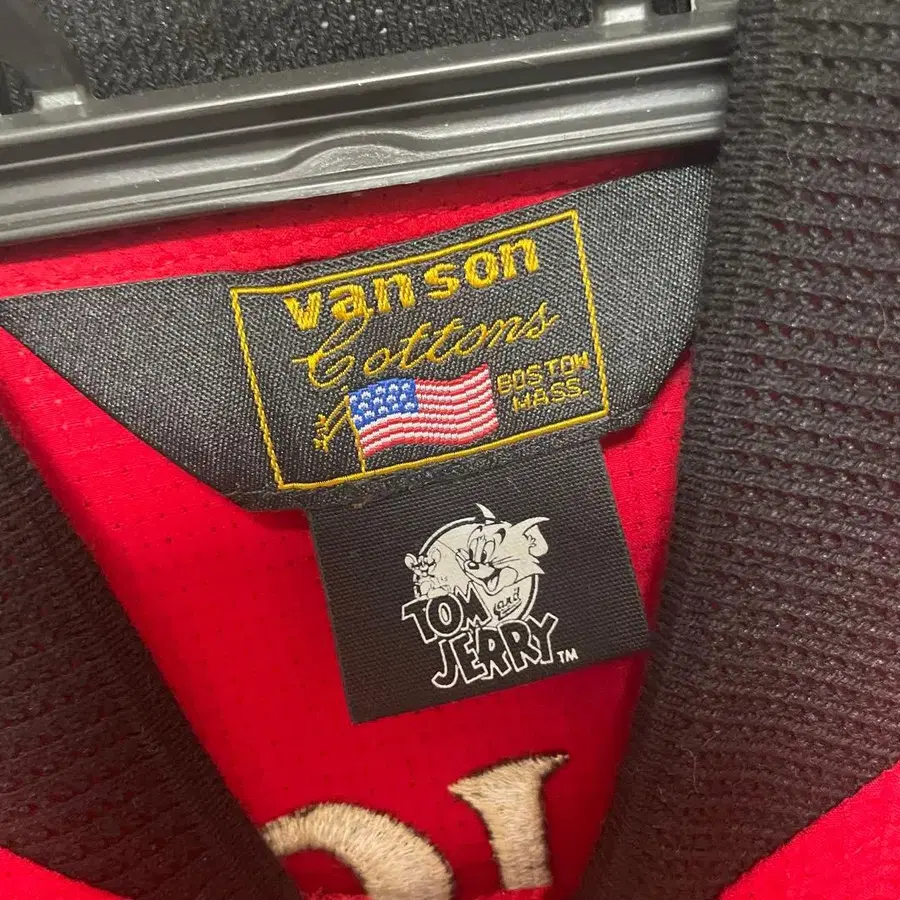 vanson
Cottons
BOSTON
MASS.
TOM and
JERRY™